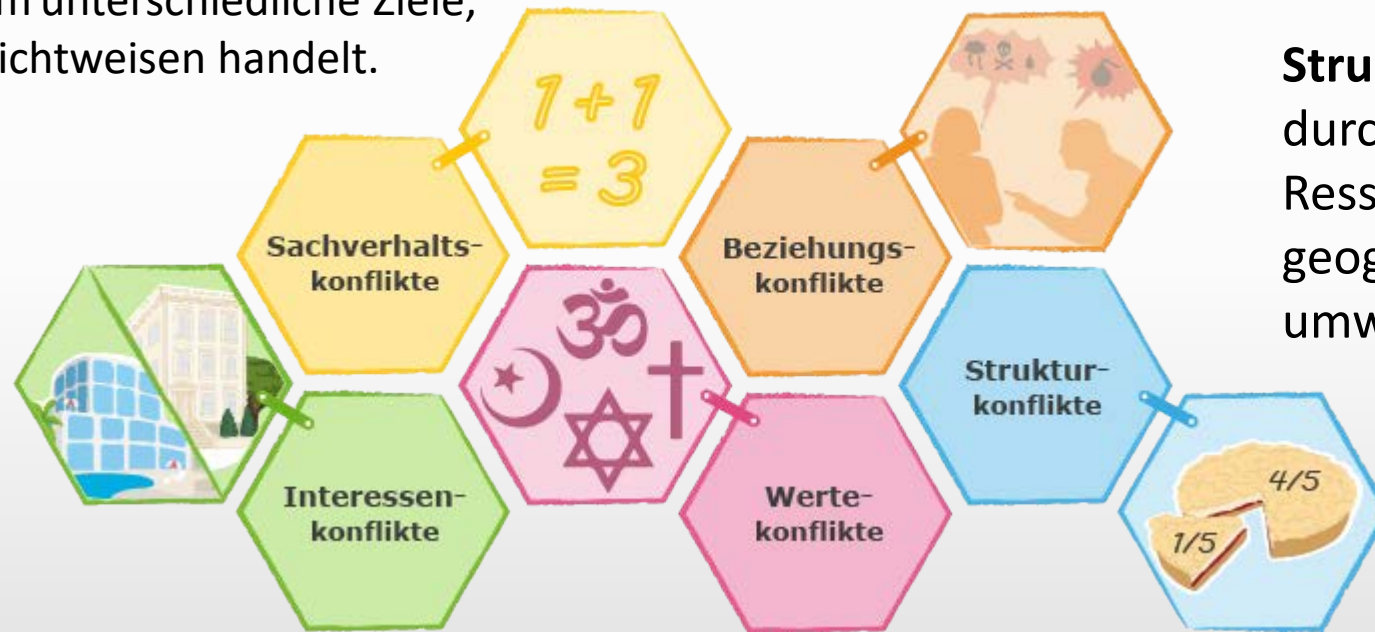 unterschiedliche Ziele,
ichtweisen handelt.
1 + 1
= 3
Sachverhalts-
konflikte
Beziehungs-
konflikte
Interessen-
konflikte
Werte-
konflikte
Struktur-
konflikte
4/5
1/5
Stru
durc
Ress
geog
umw